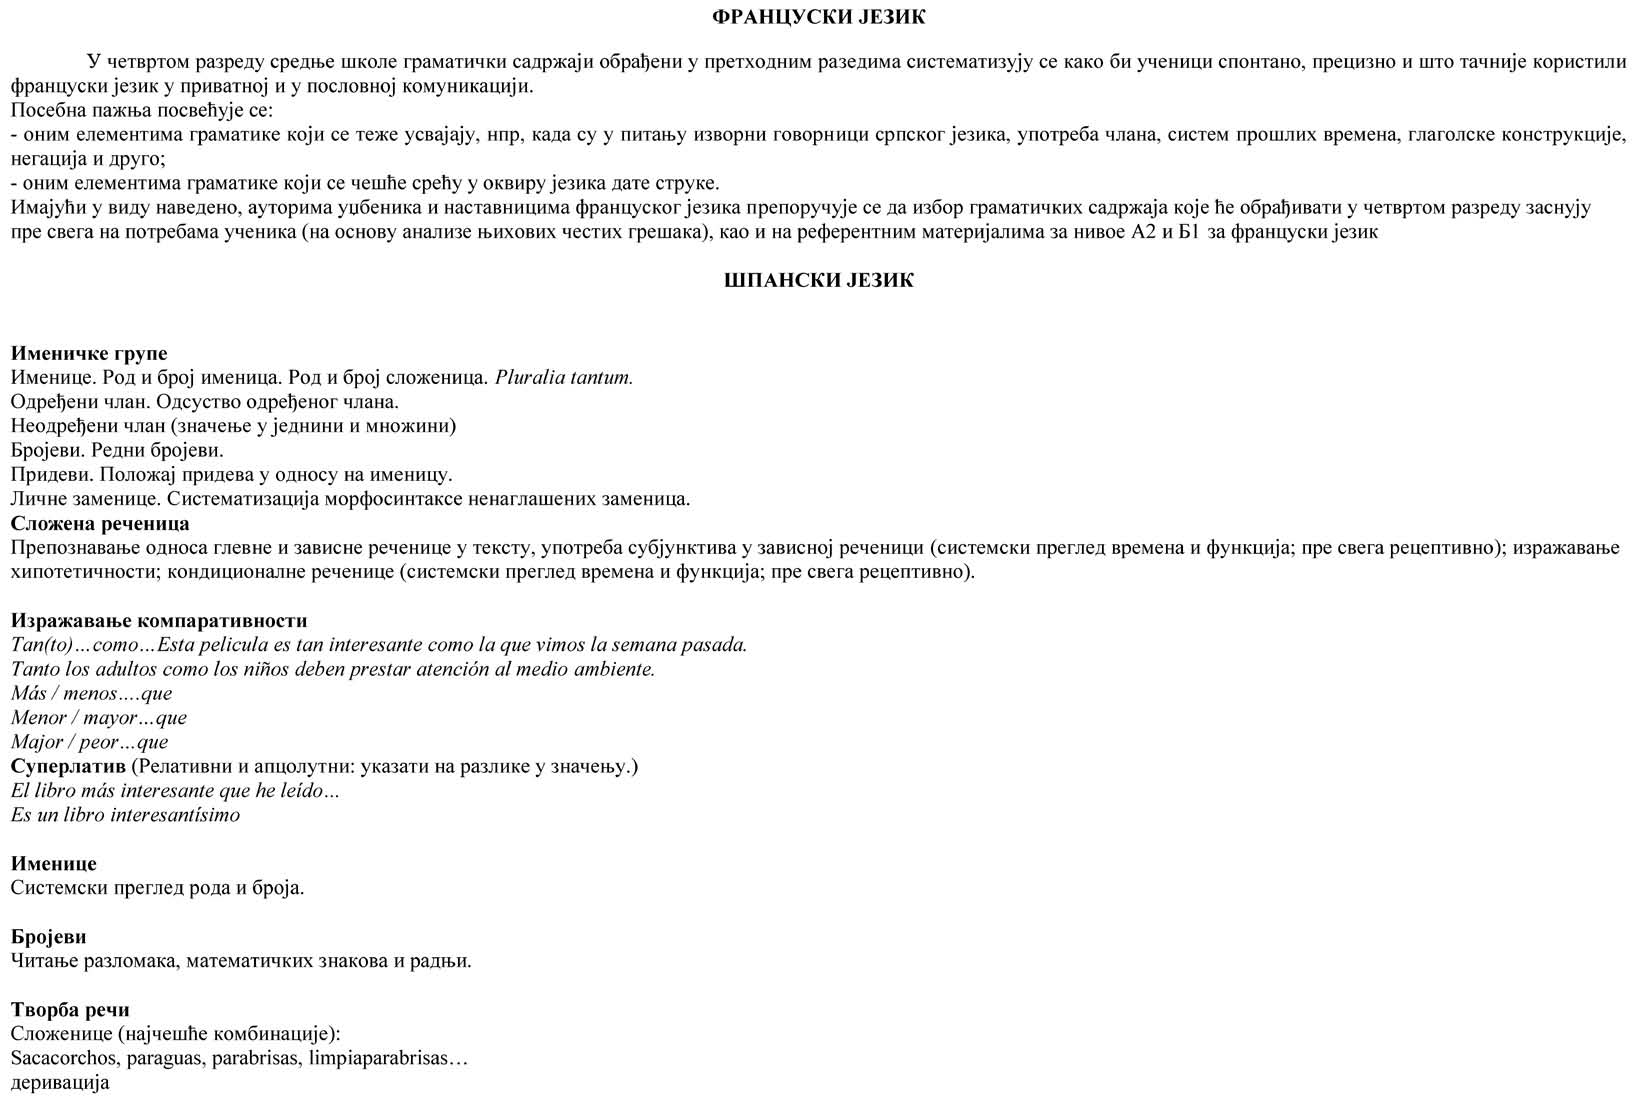 ФРАНЦУСКИ ЈЕЗИК
У четвртом разреду средње школе граматички садржаји обрађени у претходним разедима систематизују се како би ученици спонтано, прецизно и што тачније користили
француски језик у приватној и у пословној комуникацији.
Посебна пажња посвећује се:
- оним елементима граматике који се теже усвајају, нпр, када су у питању изворни говорници српског језика, употреба члана, систем прошлих времена, глаголске конструкције,
негација и друго;
- оним елементима граматике који се чешће срећу у оквиру језика дате струке.
Имајући у виду наведено, ауторима уџбеника и наставницима француског језика препоручује се да избор граматичких садржаја које ће обрађивати у четвртом разреду заснују
пре свега на потребама ученика (на основу анализе њихових честих грешака), као и на референтним материјалима за нивое А2 и Б1 за француски језик
ШПАНСКИ ЈЕЗИК
Именичке групе
Именице. Род и број именица. Род и број сложеница. Pluralia tantum.
Одређени члан. Одсуство одређеног члана.
Неодређени члан (значење у једнини и множини)
Бројеви. Редни бројеви.
Придеви. Положај придева у односу на именицу.
Личне заменице. Систематизација морфосинтаксе ненаглашених заменица.
Сложена реченица
Препознавање односа глевне и зависне реченице у тексту, употреба субјунктива у зависној реченици (системски преглед времена и функција; пре свега рецептивно); изражавање
хипотетичности; кондиционалне реченице (системски преглед времена и функција; пре свега рецептивно).
Изражавање компаративности
Tan(to)…como…Esta pelicula es tan interesante como la que vimos la semana pasada.
Tanto los adultos como los niños deben prestar atención al medio ambiente.
Más / menos….que
Menor / mayor…que
Major / peor…que
Суперлатив (Релативни и апцолутни: указати на разлике у значењу.)
El libro más interesante que he leído…
Es un libro interesantísimo
Именице
Системски преглед рода и броја.
Бројеви
Читање разломака, математичких знакова и радњи.
Творба речи
Сложенице (најчешће комбинације):
Sacacorchos, paraguas, parabrisas, limpiaparabrisas…
деривација